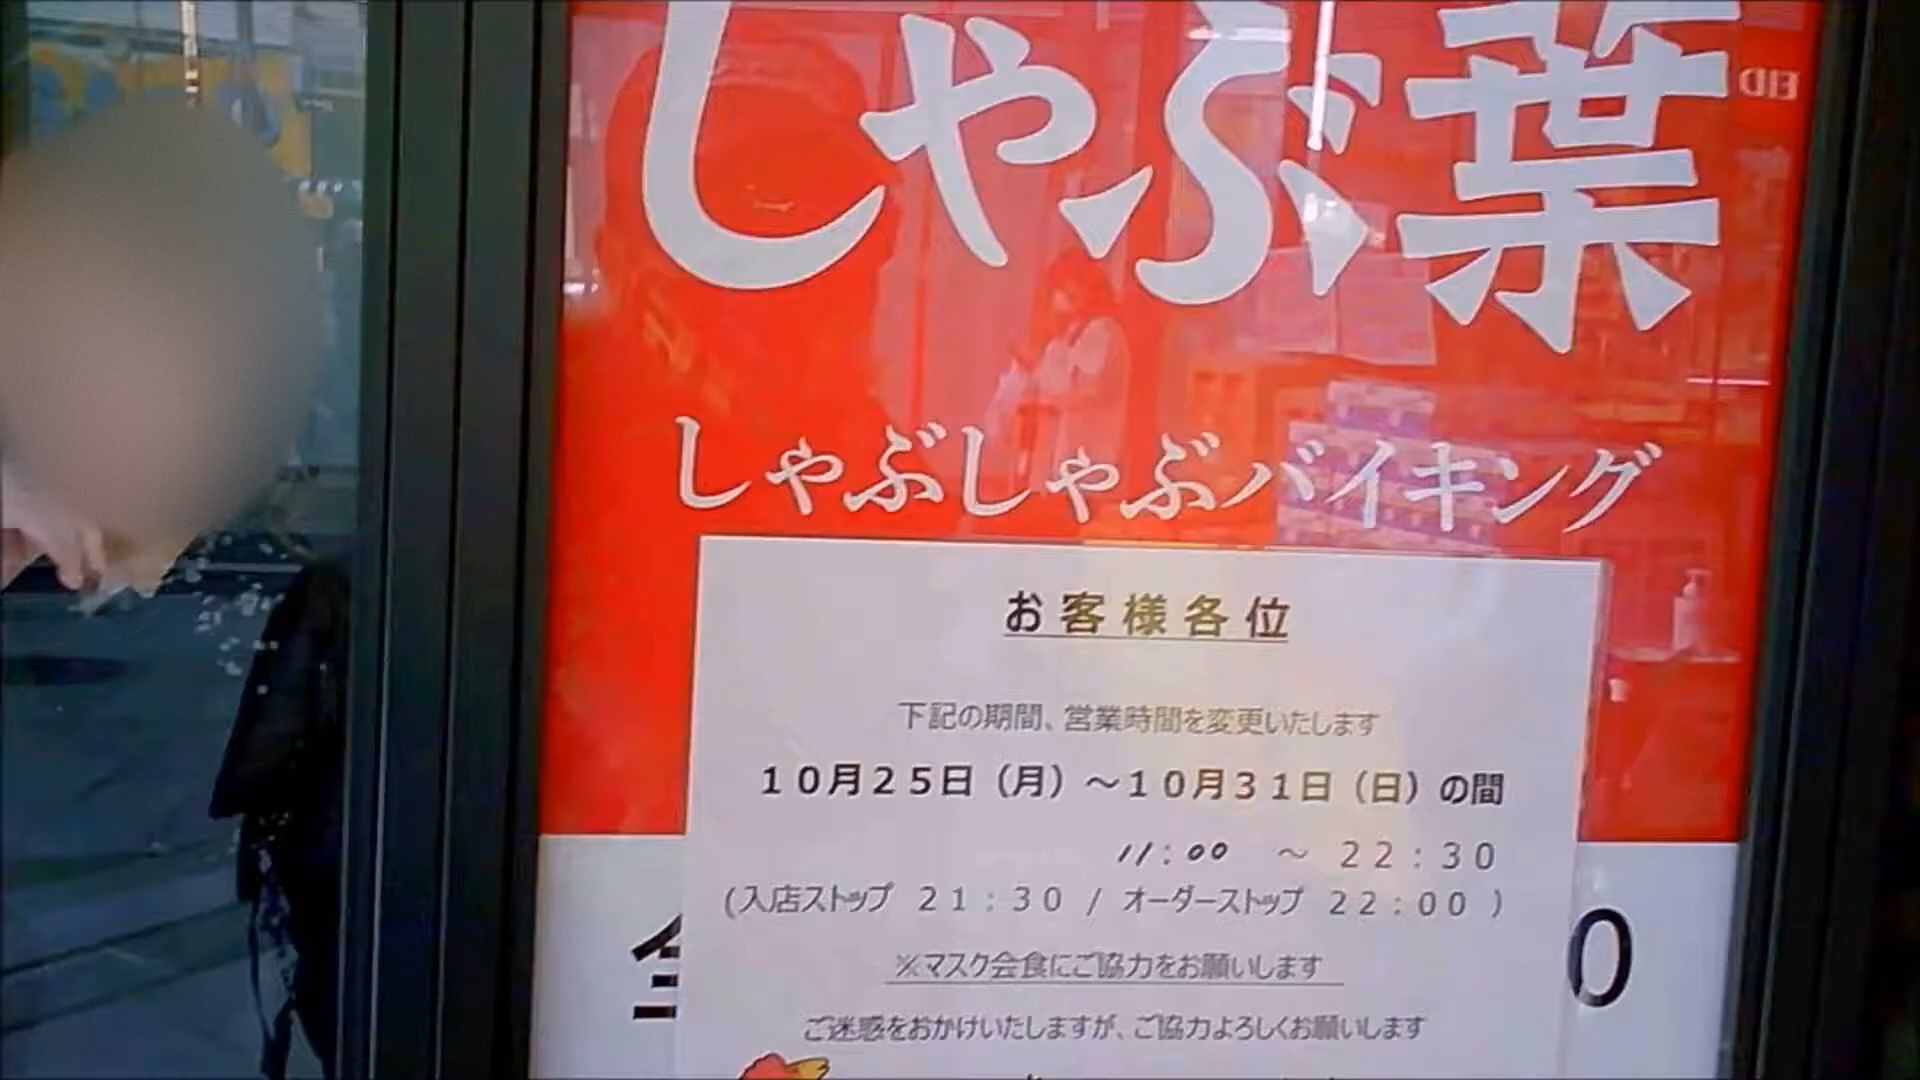 しゃぶ葉
しゃぶしゃぶバイキング
お客様各位
下記の期間、営業時間を変更いたします
10月25日（月）～10月31日（日）の間
11:00 ～ 22:30
(入店ストップ 21:30 / オーダーストップ 22:00 )
※マスク会食にご協力をお願いします
ご迷惑をおかけいたしますが、ご協力よろしくお願いします
0